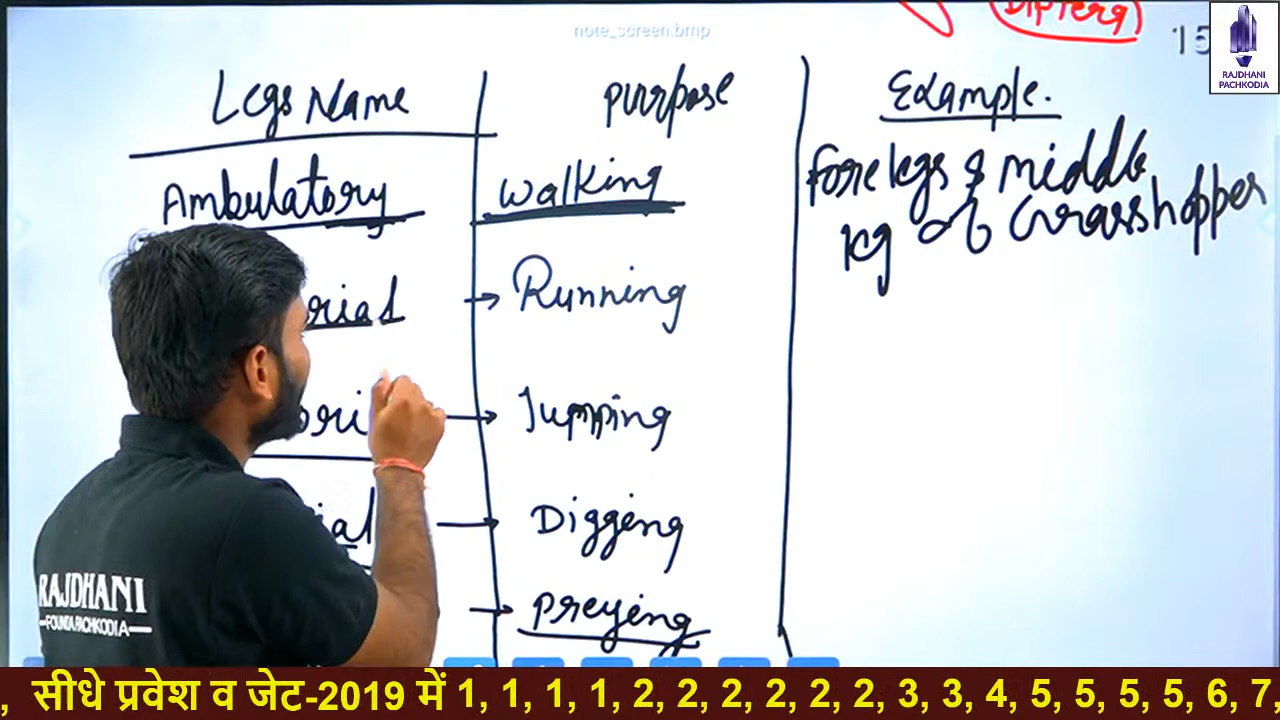 (Diptera)
note_screen.bmp
15
RAJDHANI
PACHKODIA
Legs Name
purpose
Example.
Ambulatory
walking
Forelegs & middle
leg of Grasshopper
Running
Jumping
Digging
preying
RAJDHANI
, सीधे प्रवेश व जेट-2019 में 1, 1, 1, 1, 2, 2, 2, 2, 2, 2, 3, 3, 4, 5, 5, 5, 5, 6, 7,